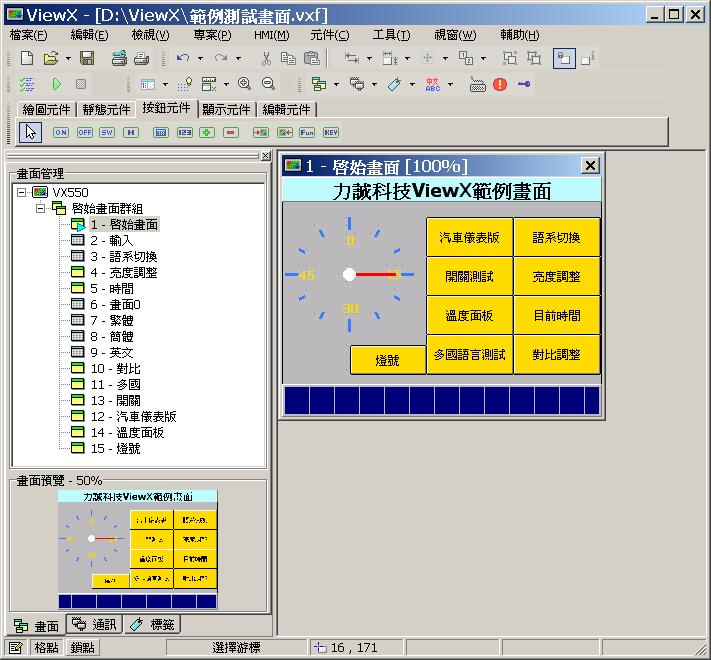 ViewX - [D:\ViewX\範例測試畫面.vxf]
檔案(F) 編輯(E) 檢視(V) 專案(P) HMI(M) 元件(C) 工具(T) 視窗(W) 輔助(H)
中文 ABC
繪圖元件 靜態元件 按鈕元件 顯示元件 編輯元件
ON OFF SW H 123 Fun KEY
畫面管理
VX550
啓始畫面群組
1 - 啓始畫面
2 - 輸入
3 - 語系切換
4 - 亮度調整
5 - 時間
6 - 畫面0
7 - 繁體
8 - 簡體
9 - 英文
10 - 對比
11 - 多國
13 - 開關
12 - 汽車儀表版
14 - 溫度面板
15 - 燈號
畫面預覽 - 50%
力誠科技ViewX範例畫面
0
30
目前時間
畫面 通訊 標籤
1 - 啓始畫面 [100%]
力誠科技ViewX範例畫面
0
45
30
汽車儀表版 語系切換
開關測試 亮度調整
溫度面板 目前時間
燈號 多國語言測試 對比調整
格點 鎖點 選擇游標 16 , 171